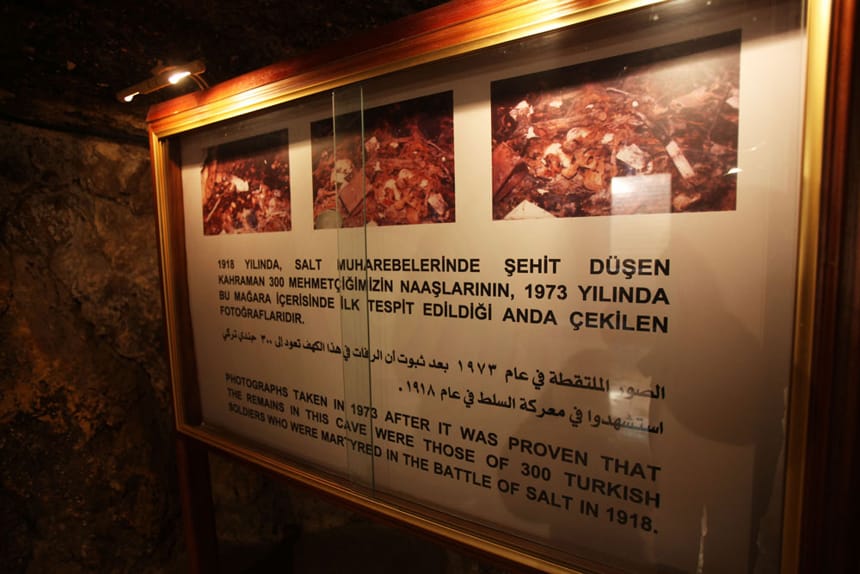 1918 YILINDA, SALT MUHAREBELERİNDE ŞEHİT DÜŞEN
KAHRAMAN 300 MEHMETÇİĞİMİZİN NAAŞLARININ, 1973 YILINDA
BU MAĞARA İÇERİSİNDE İLK TESPİT EDİLDİĞİ ANDA ÇEKİLEN
FOTOĞRAFLARIDIR.
الصور الملتقطة في عام ١٩٧٣ بعد ثبوت أن الرفات في هذا الكهف تعود إلى ٣٠٠ جندي تركي
استشهدوا في معركة السلط في عام ١٩١٨.
PHOTOGRAPHS TAKEN IN 1973 AFTER IT WAS PROVEN THAT
THE REMAINS IN THIS CAVE WERE THOSE OF 300 TURKISH
SOLDIERS WHO WERE MARTYRED IN THE BATTLE OF SALT IN 1918.